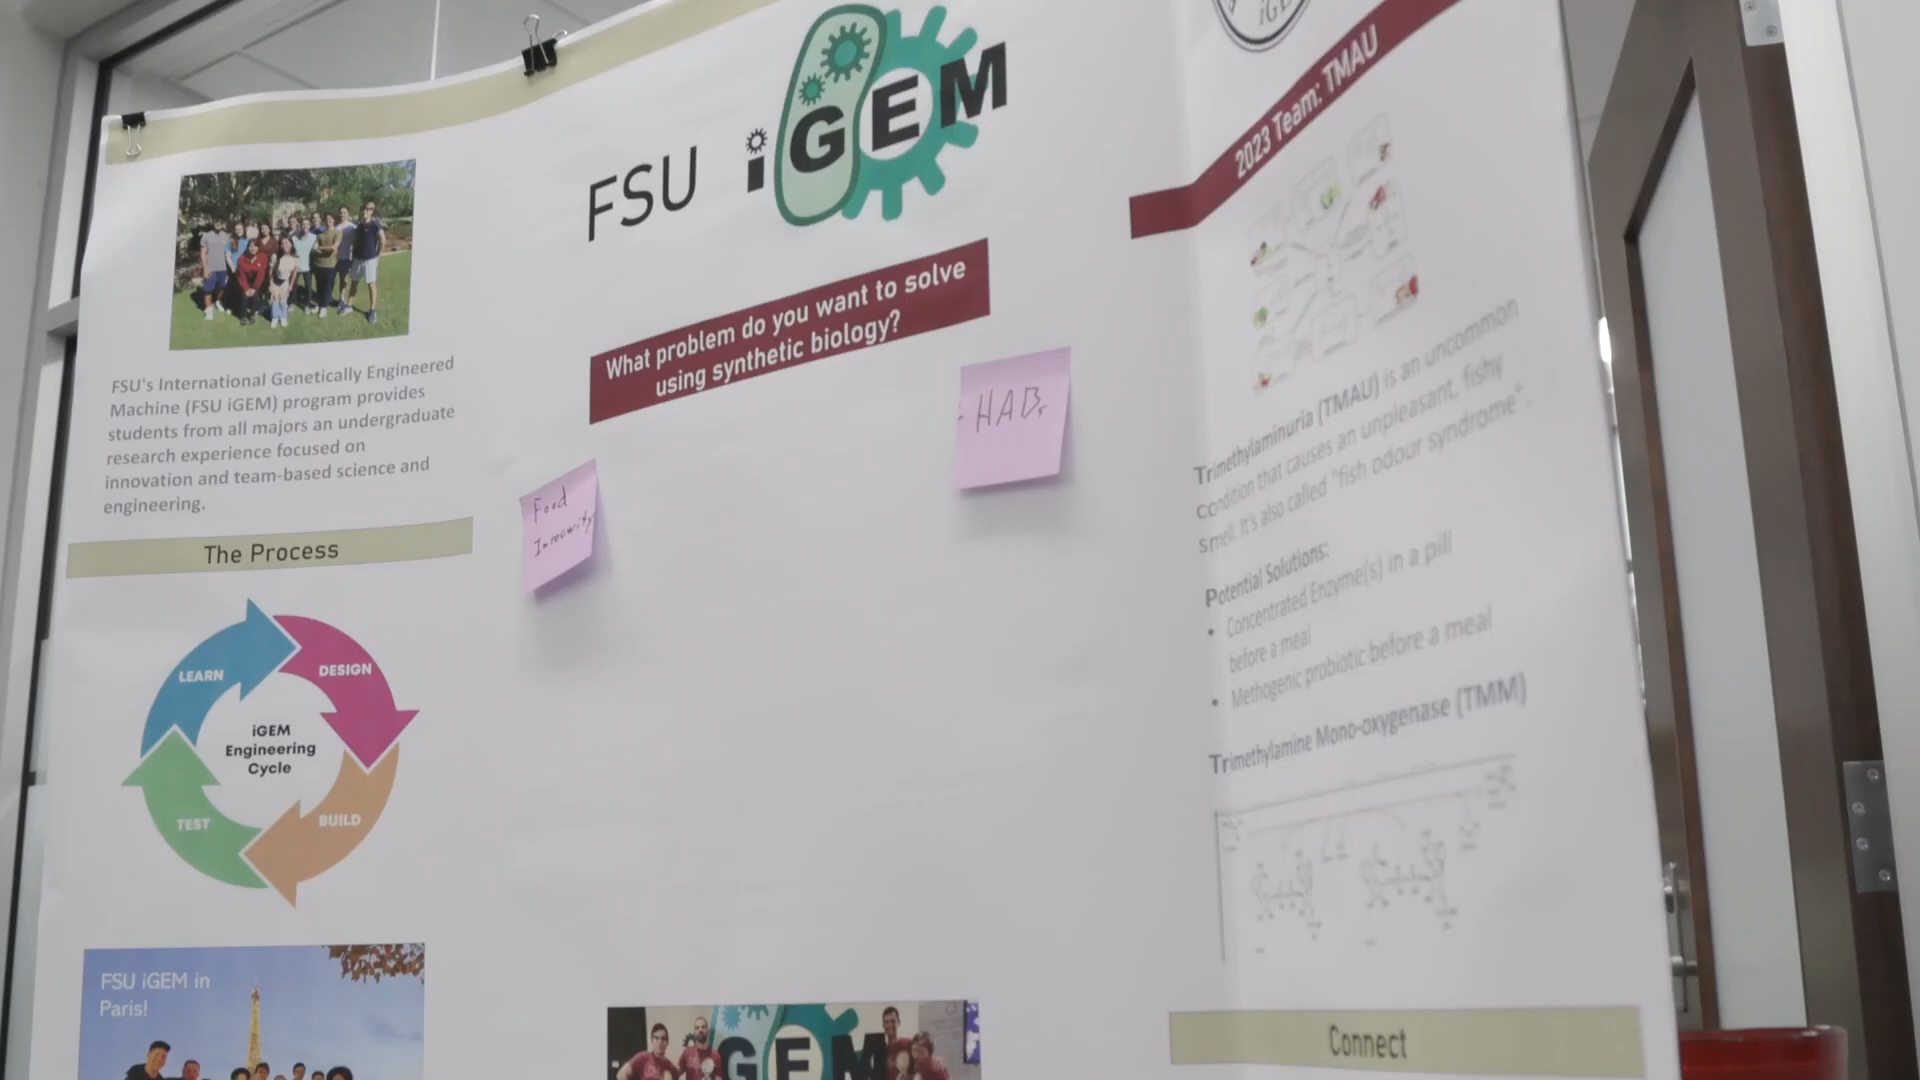 FSU's International Genetically Engineered
Machine (FSU iGEM) program provides
students from all majors an undergraduate
research experience focused on
innovation and team-based science and
engineering.
The Process
LEARN
DESIGN
iGEM
Engineering
Cycle
TEST
BUILD
FSU iGEM in
Paris!
FSU iGEM
What problem do you want to solve
using synthetic biology?
Food
HABs
GEM
iGE
2023 Team: TMAU
Trimethylaminuria (TMAU) is an uncommon
condition that causes an unpleasant, fishy
smell. It's also called "fish odour syndrome".
Potential Solutions:
• Concentrated Enzyme(s) in a pill
before a meal
• Methogenic probiotic before a meal
Trimethylamine Mono-oxygenase (TMM)
Connect